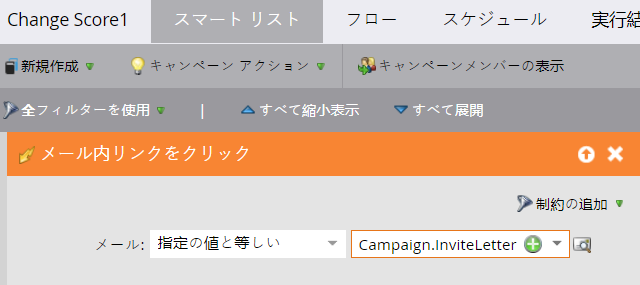 Change Score1 スマート リスト フロー スケジュール 実行結
新規作成 キャンペーン アクション キャンペーンメンバーの表示
全フィルターを使用 | すべて縮小表示 すべて展開
メール内リンクをクリック
制約の追加
メール: 指定の値と等しい Campaign.InviteLetter